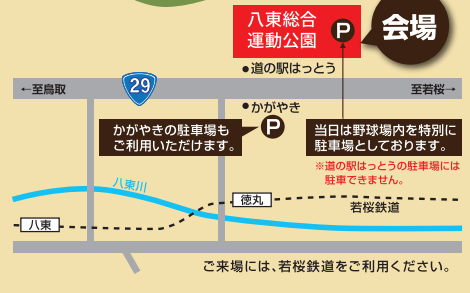 八東総合
運動公園
P
会場
●道の駅はっとう
←至鳥取
29
至若桜→
●かがやき
かがやきの駐車場も
ご利用いただけます。
P
当日は野球場内を特別に
駐車場としております。
※道の駅はっとうの駐車場には
駐車できません。
八東川
徳丸
若桜鉄道
八東
ご来場には、若桜鉄道をご利用ください。